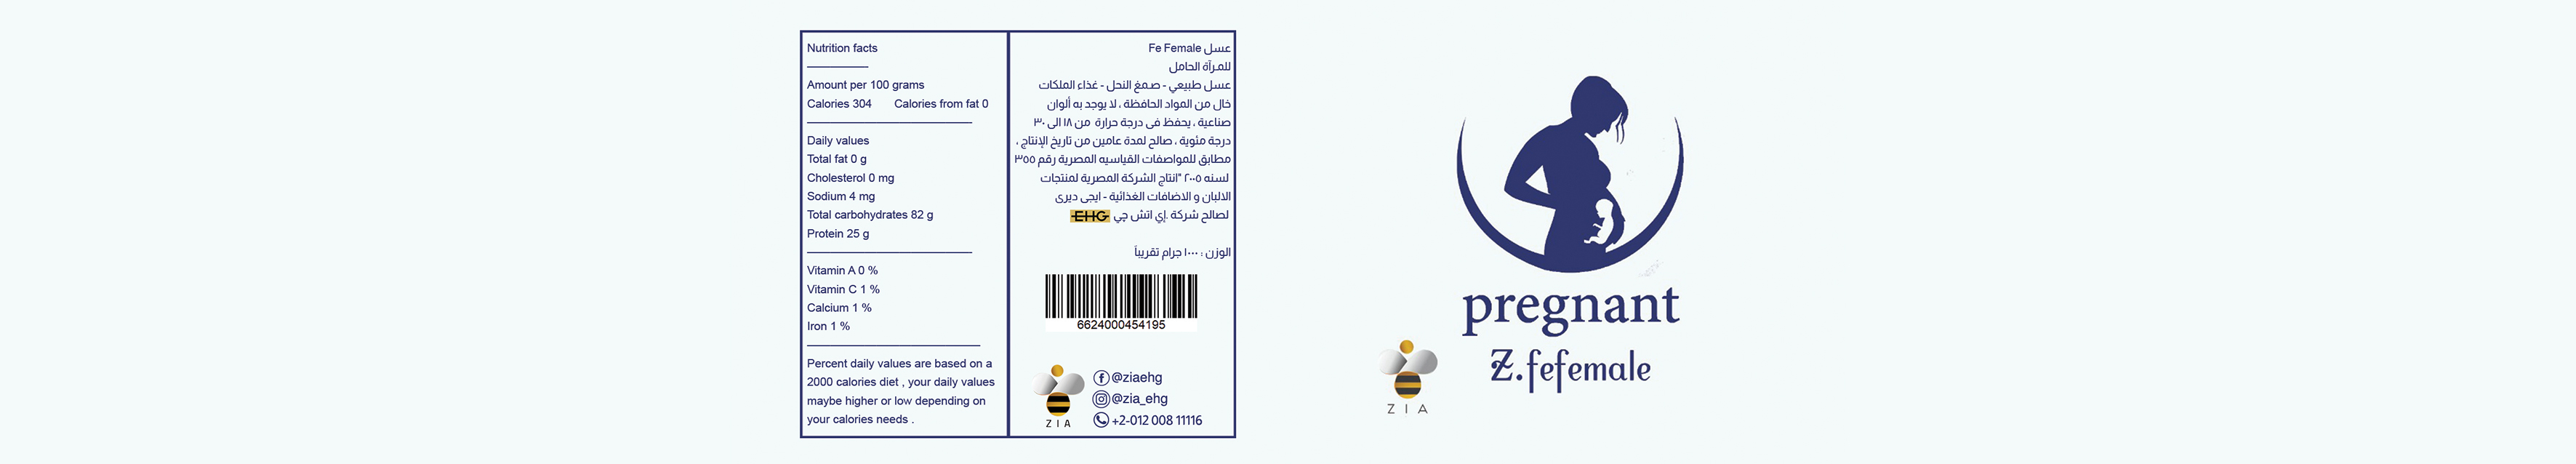 Nutrition facts
Amount per 100 grams
Calories 304 Calories from fat 0
Daily values
Total fat 0 g
Cholesterol 0 mg
Sodium 4 mg
Total carbohydrates 82 g
Protein 25 g
Vitamin A 0 %
Vitamin C 1 %
Calcium 1 %
Iron 1 %
Percent daily values are based on a
2000 calories diet , your daily values
maybe higher or low depending on
your calories needs .
عسل Fe Female
للمرآة الحامل
عسل طبيعي - صمغ النحل - غذاء الملكات
خال من المواد الحافظة ، لا يوجد به ألوان
صناعية ، يحفظ فى درجة حرارة من ١٨ الى ٣٠
درجة مئوية ، صالح لمدة عامين من تاريخ الإنتاج ،
مطابق للمواصفات القياسيه المصرية رقم ٣٥٥
لسنه ٢٠٠٥ "انتاج الشركة المصرية لمنتجات
الالبان و الاضافات الغذائية - ايجى ديرى
لصالح شركة .إي اتش چي EHG
الوزن : ١٠٠٠ جرام تقريباً
6624000454195
@ziaehg
@zia_ehg
+2-012 008 11116
ZIA
pregnant
Z.fefemale
ZIA